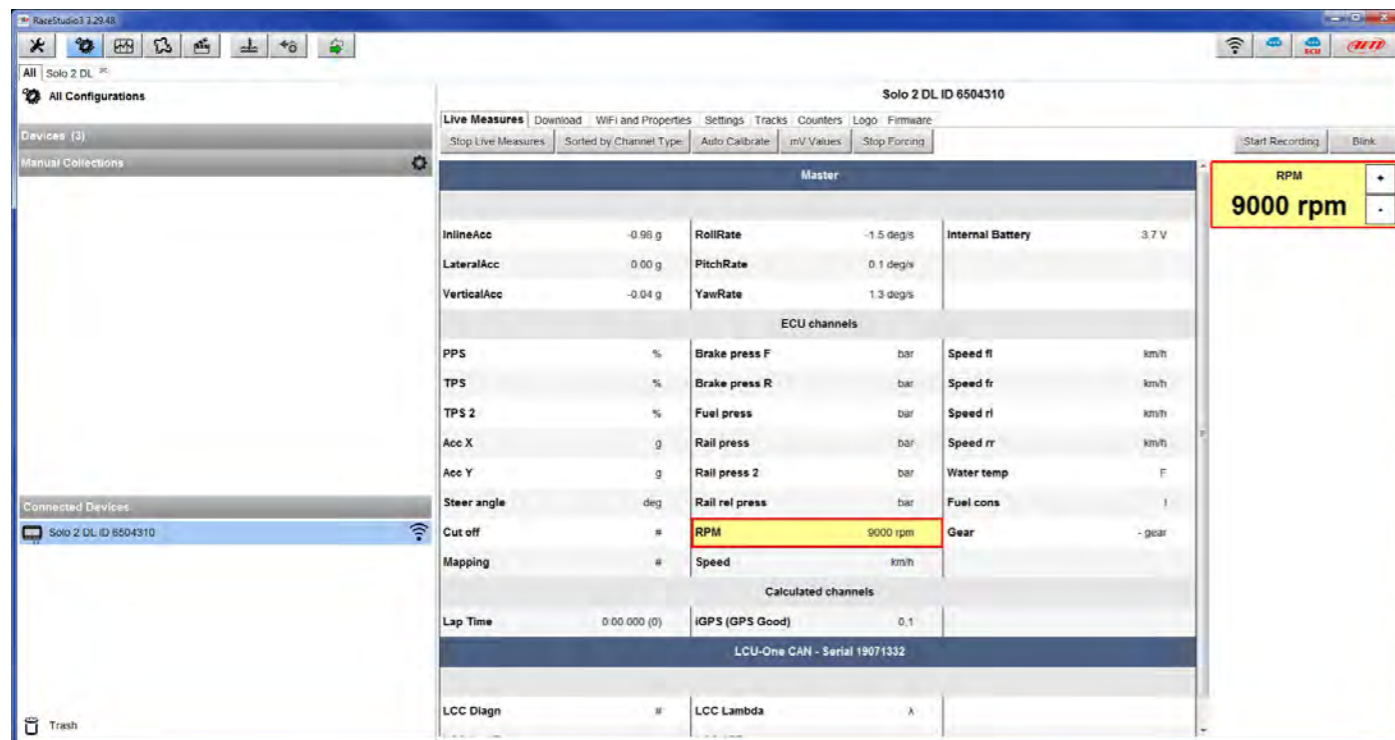 RaceStudio3 3.29.48
ECU
AiM
All Solo 2 DL
All Configurations
Devices (3)
Manual Collections
Connected Devices
Solo 2 DL ID 6504310
Trash
Solo 2 DL ID 6504310
Live Measures Download WiFi and Properties Settings Tracks Counters Logo Firmware
Stop Live Measures Sorted by Channel Type Auto Calibrate mV Values Stop Forcing Start Recording Blink
Master
InlineAcc -0.98 g RollRate -1.5 deg/s Internal Battery 3.7 V
LateralAcc 0.00 g PitchRate 0.1 deg/s
VerticalAcc -0.04 g YawRate 1.3 deg/s
ECU channels
PPS % Brake press F bar Speed fl km/h
TPS % Brake press R bar Speed fr km/h
TPS 2 % Fuel press bar Speed rl km/h
Acc X g Rail press bar Speed rr km/h
Acc Y g Rail press 2 bar Water temp F
Steer angle deg Rail rel press bar Fuel cons l
Cut off # RPM 9000 rpm Gear - gear
Mapping # Speed km/h
Calculated channels
Lap Time 0:00.000 (0) iGPS (GPS Good) 0.1
LCU-One CAN - Serial 19071332
LCC Diagn # LCC Lambda λ
RPM +
9000 rpm -